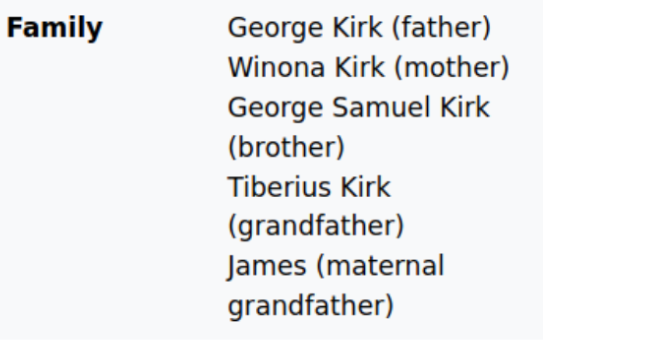 Family
George Kirk (father)
Winona Kirk (mother)
George Samuel Kirk
(brother)
Tiberius Kirk
(grandfather)
James (maternal
grandfather)